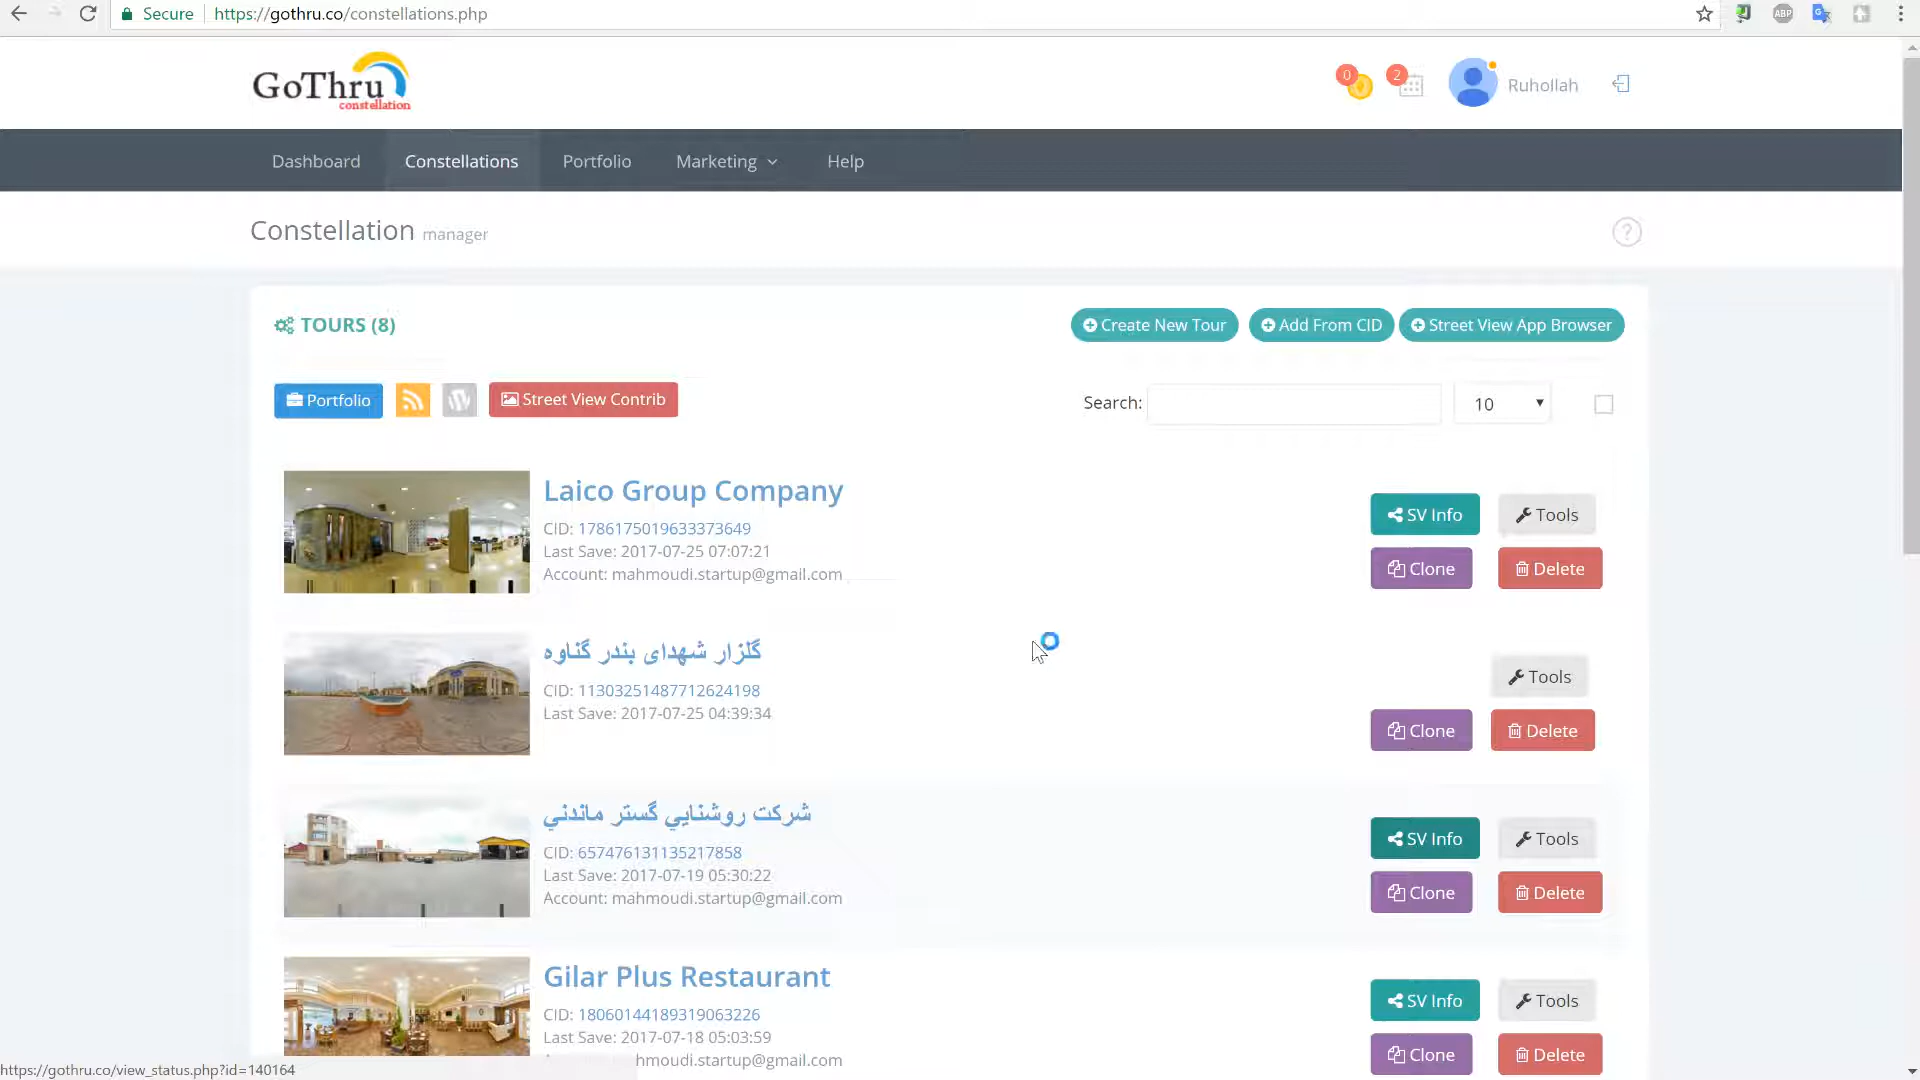 Secure https://gothru.co/constellations.php
ABP
GoThru
constellation
0
2
Ruhollah
Dashboard
Constellations
Portfolio
Marketing
Help
Constellation manager
?
TOURS (8)
Create New Tour
Add From CID
Street View App Browser
Portfolio
Street View Contrib
Search:
10
Laico Group Company
CID: 1786175019633373649
Last Save: 2017-07-25 07:07:21
Account: mahmoudi.startup@gmail.com
SV Info
Tools
Clone
Delete
گلزار شهدای بندر گناوه
CID: 11303251487712624198
Last Save: 2017-07-25 04:39:34
Tools
Clone
Delete
شركت روشنايي گستر ماندني
CID: 657476131135217858
Last Save: 2017-07-19 05:30:22
Account: mahmoudi.startup@gmail.com
SV Info
Tools
Clone
Delete
Gilar Plus Restaurant
CID: 18060144189319063226
Last Save: 2017-07-18 05:03:59
hmoudi.startup@gmail.com
SV Info
Tools
Clone
Delete
https://gothru.co/view_status.php?id=140164